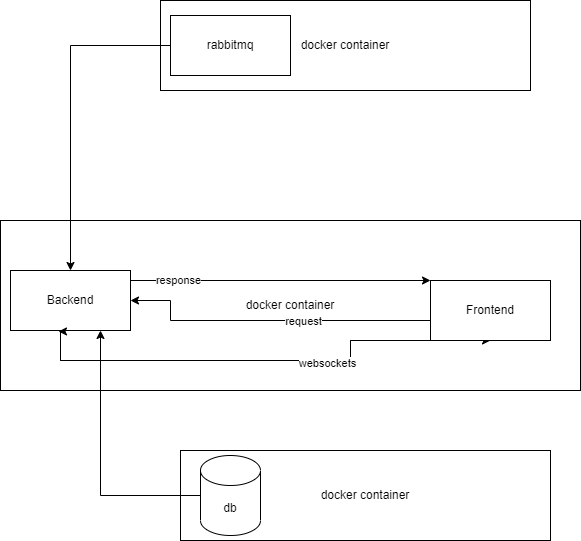 rabbitmq
docker container
response
Backend
docker container
Frontend
request
websockets
docker container
db